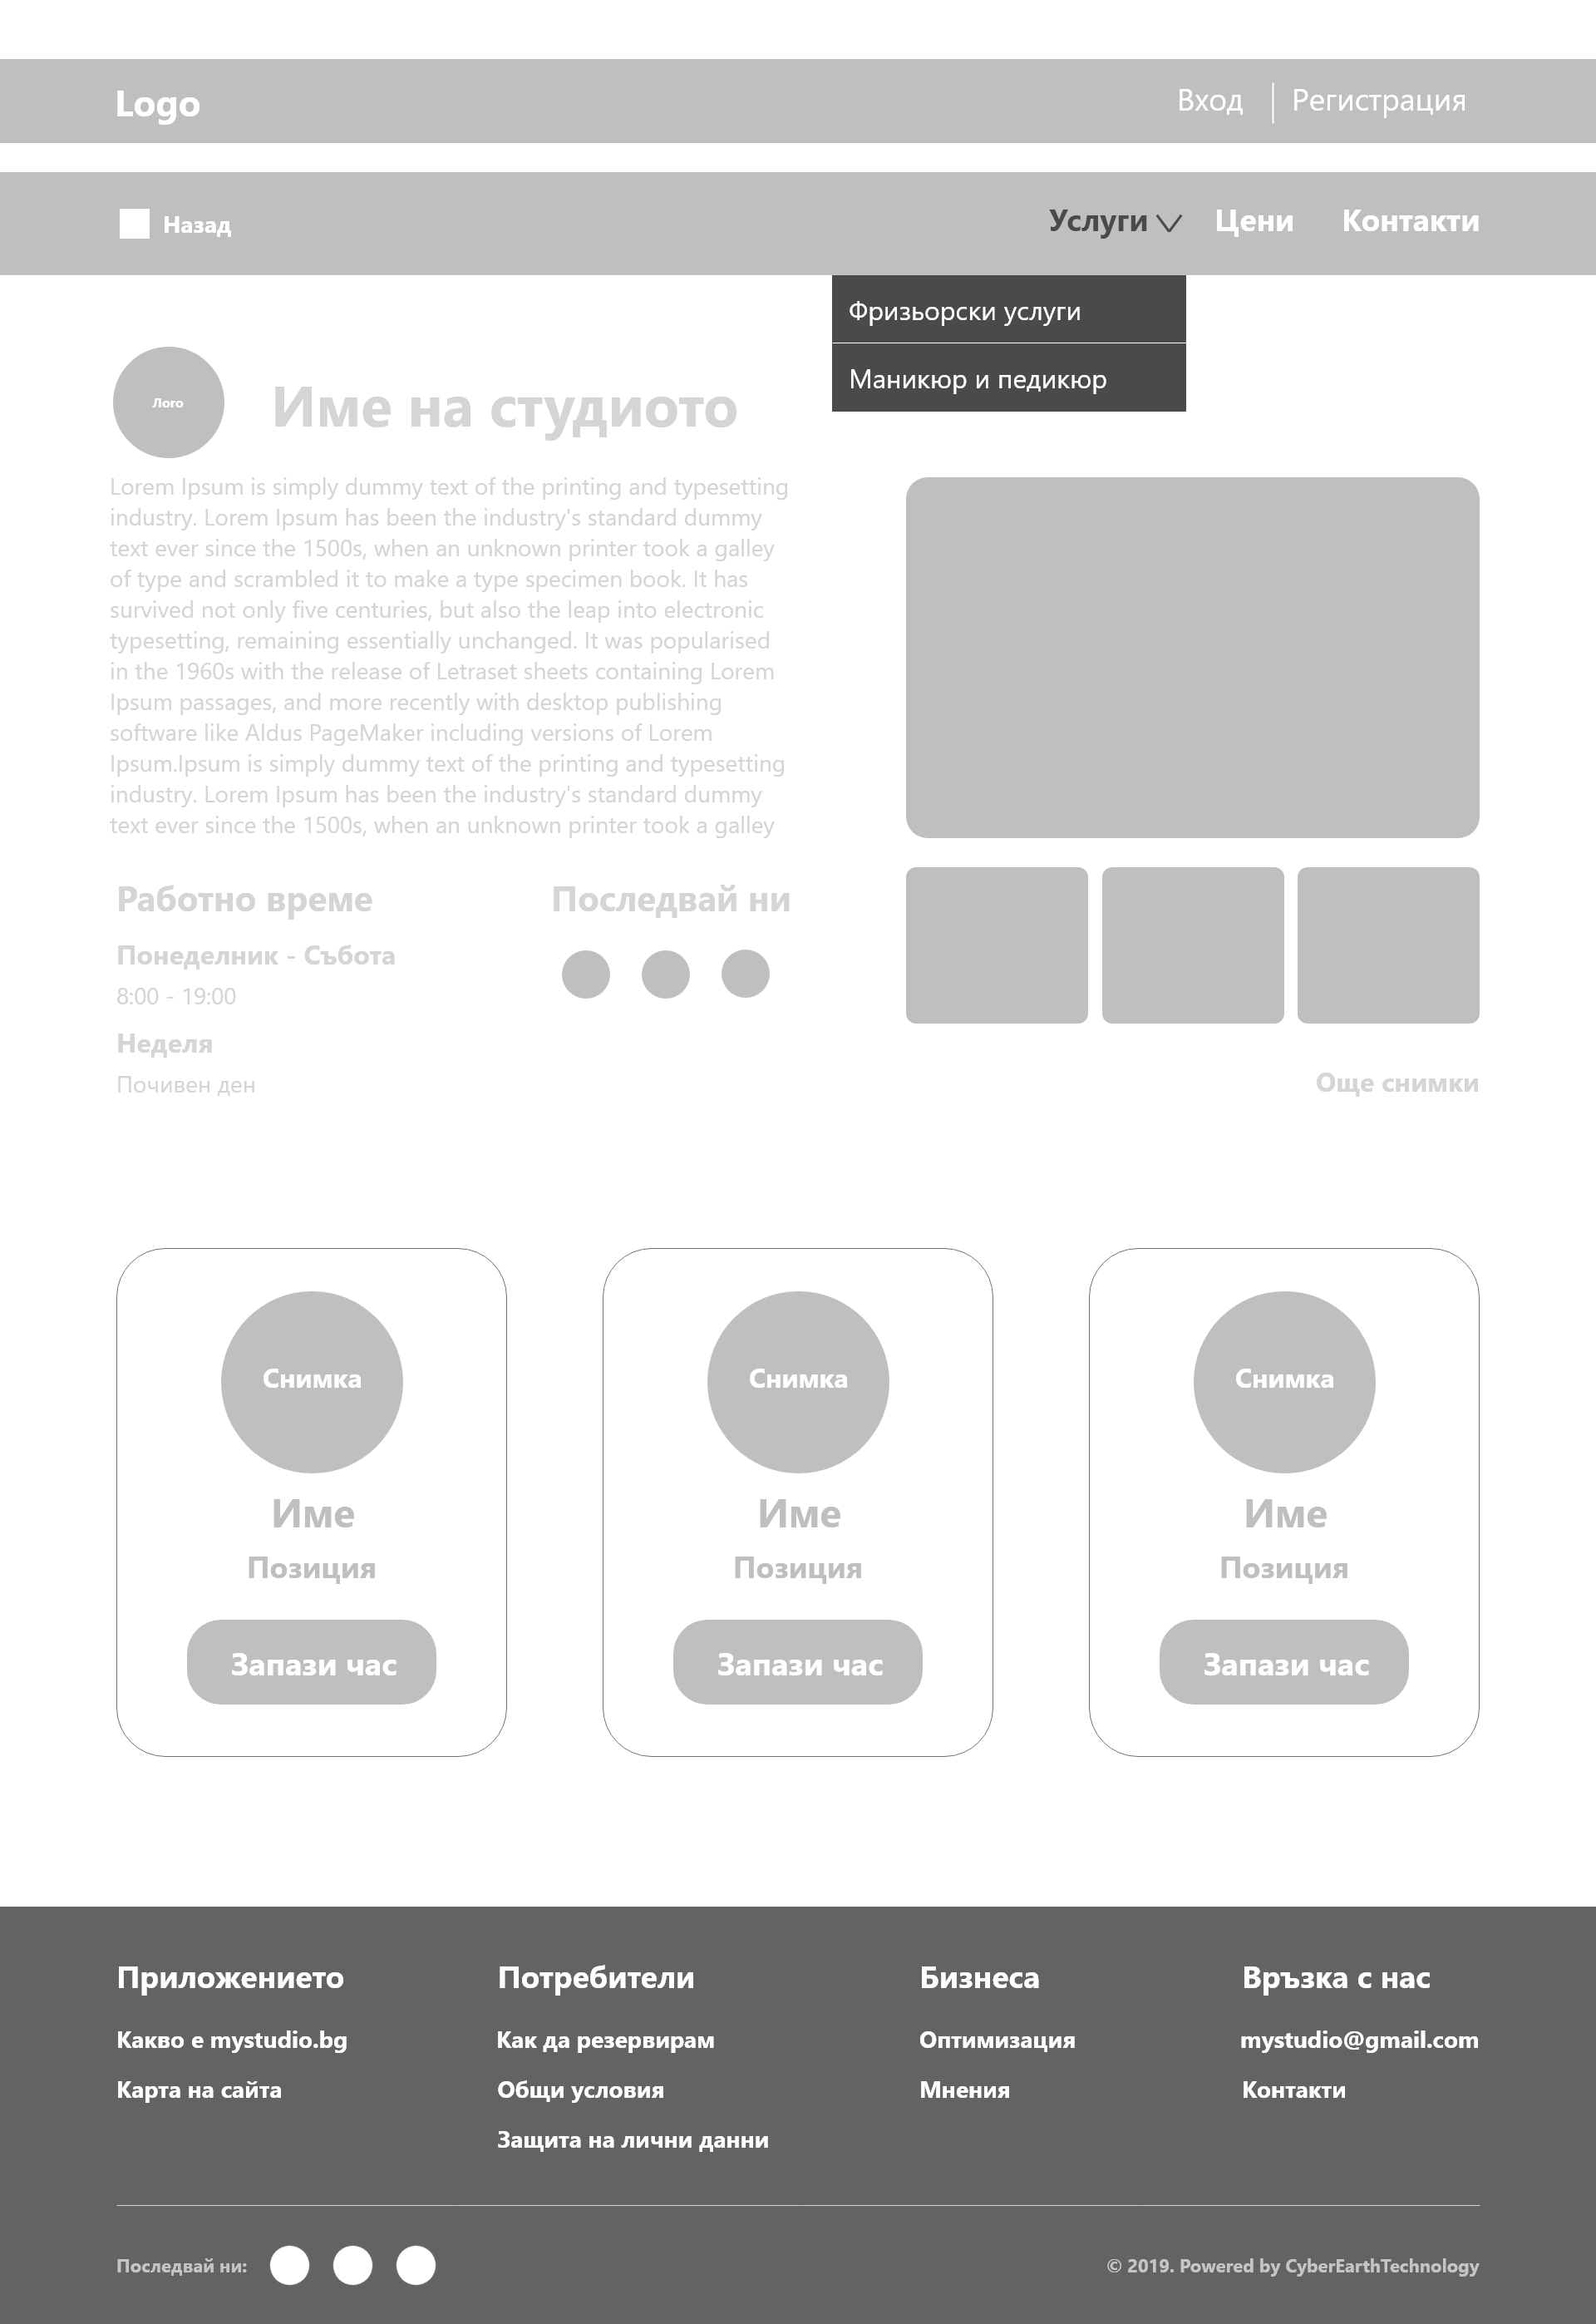 Logo
Вход
Регистрация
Назад
Услуги
Цени
Контакти
Фризьорски услуги
Маникюр и педикюр
Лого
Име на студиото
Lorem Ipsum is simply dummy text of the printing and typesetting
industry. Lorem Ipsum has been the industry's standard dummy
text ever since the 1500s, when an unknown printer took a galley
of type and scrambled it to make a type specimen book. It has
survived not only five centuries, but also the leap into electronic
typesetting, remaining essentially unchanged. It was popularised
in the 1960s with the release of Letraset sheets containing Lorem
Ipsum passages, and more recently with desktop publishing
software like Aldus PageMaker including versions of Lorem
Ipsum.Ipsum is simply dummy text of the printing and typesetting
industry. Lorem Ipsum has been the industry's standard dummy
text ever since the 1500s, when an unknown printer took a galley
Работно време
Понеделник - Събота
8:00 - 19:00
Неделя
Почивен ден
Последвай ни
Още снимки
Снимка
Име
Позиция
Запази час
Снимка
Име
Позиция
Запази час
Снимка
Име
Позиция
Запази час
Приложението
Какво е mystudio.bg
Карта на сайта
Потребители
Как да резервирам
Общи условия
Защита на лични данни
Бизнеса
Оптимизация
Мнения
Връзка с нас
mystudio@gmail.com
Контакти
Последвай ни:
© 2019. Powered by CyberEarthTechnology